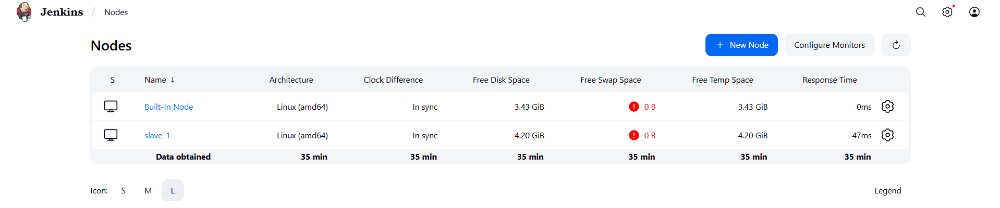 Jenkins / Nodes
Nodes
+ New Node Configure Monitors
S Name ↓ Architecture Clock Difference Free Disk Space Free Swap Space Free Temp Space Response Time
Built-In Node Linux (amd64) In sync 3.43 GiB ! 0 B 3.43 GiB 0ms
slave-1 Linux (amd64) In sync 4.20 GiB ! 0 B 4.20 GiB 47ms
Data obtained 35 min 35 min 35 min 35 min 35 min 35 min
Icon: S M L Legend